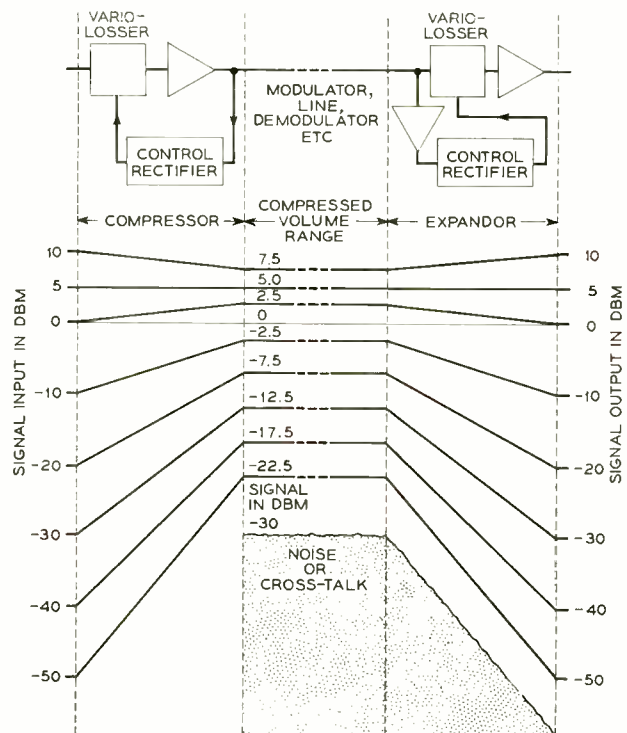 VARIO-
LOSSER
VARIO-
LOSSER
MODULATOR,
LINE,
DEMODULATOR
ETC
CONTROL
RECTIFIER
CONTROL
RECTIFIER
COMPRESSOR
COMPRESSED
VOLUME
RANGE
EXPANDOR
SIGNAL INPUT IN DBM
10
5
0
-10
-20
-30
-40
-50
7.5
5.0
2.5
0
-2.5
-7.5
-12.5
-17.5
-22.5
SIGNAL
IN DBM
-30
NOISE
OR
CROSS-TALK
10
5
0
-10
-20
-30
-40
-50
SIGNAL OUTPUT IN DBM